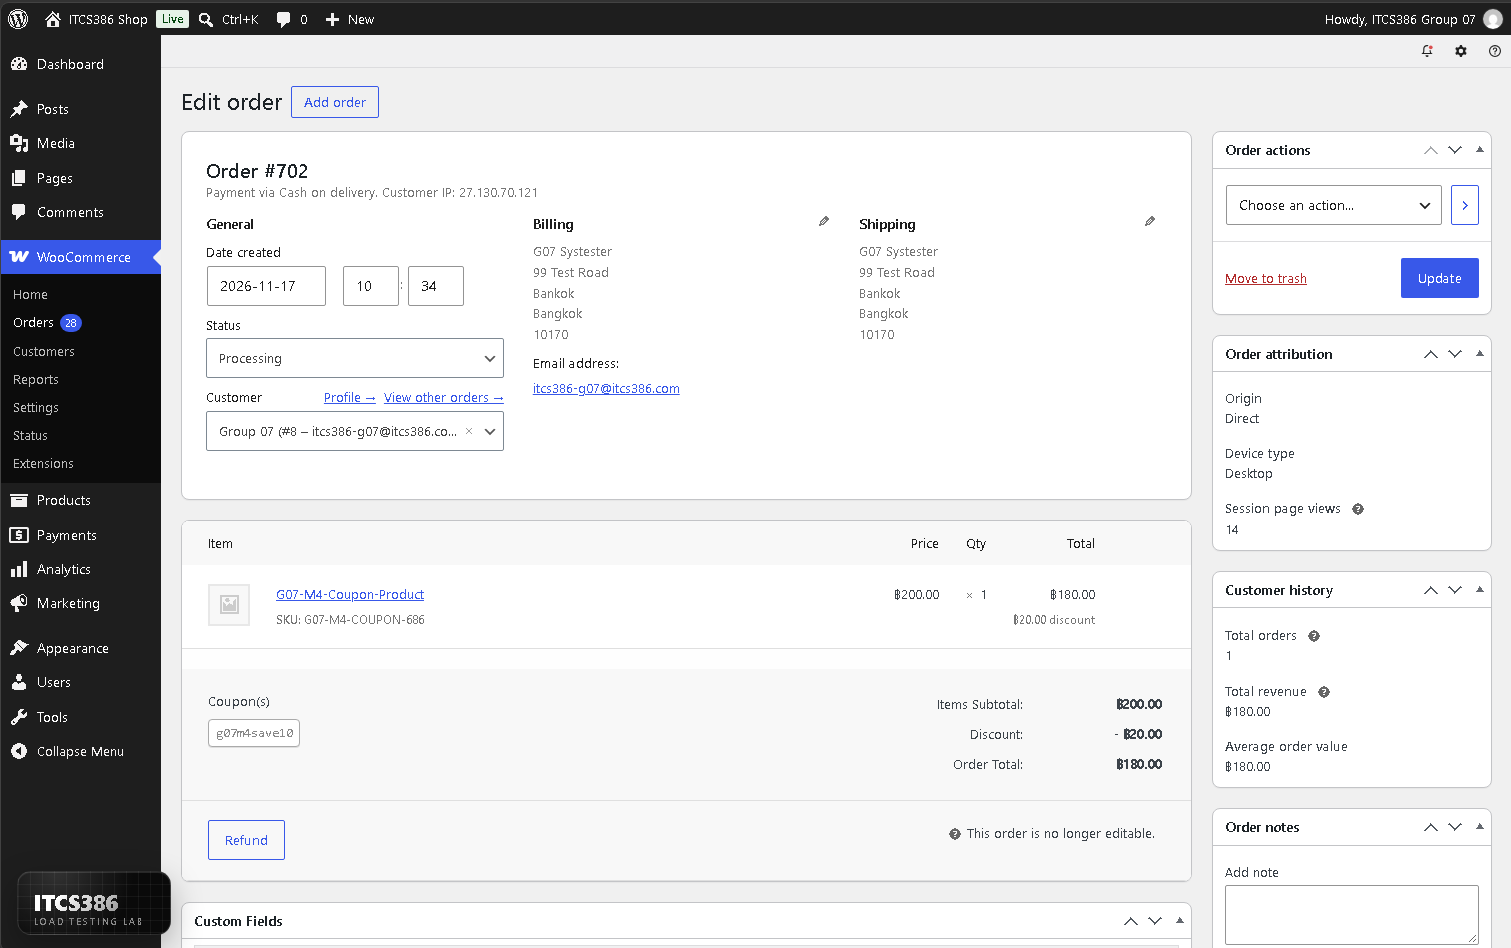 ITCS386 Shop Live Ctrl+K 0 New
Howdy, ITCS386 Group 07
Dashboard
Posts
Media
Pages
Comments
WooCommerce
Home
Orders 28
Customers
Reports
Settings
Status
Extensions
Products
Payments
Analytics
Marketing
Appearance
Users
Tools
Collapse Menu
ITCS386
LOAD TESTING LAB
Edit order Add order
Order #702
Payment via Cash on delivery. Customer IP: 27.130.70.121
General
Date created
2026-11-17 10 : 34
Status
Processing
Customer Profile → View other orders →
Group 07 (#8 – itcs386-g07@itcs386.co... ×
Billing
G07 Systester
99 Test Road
Bankok
Bangkok
10170
Email address:
itcs386-g07@itcs386.com
Shipping
G07 Systester
99 Test Road
Bankok
Bangkok
10170
Item Price Qty Total
G07-M4-Coupon-Product ฿200.00 × 1 ฿180.00
SKU: G07-M4-COUPON-686 ฿20.00 discount
Coupon(s)
g07m4save10
Items Subtotal: ฿200.00
Discount: - ฿20.00
Order Total: ฿180.00
Refund
This order is no longer editable.
Custom Fields
Order actions
Choose an action...
Move to trash Update
Order attribution
Origin
Direct
Device type
Desktop
Session page views
14
Customer history
Total orders
1
Total revenue
฿180.00
Average order value
฿180.00
Order notes
Add note